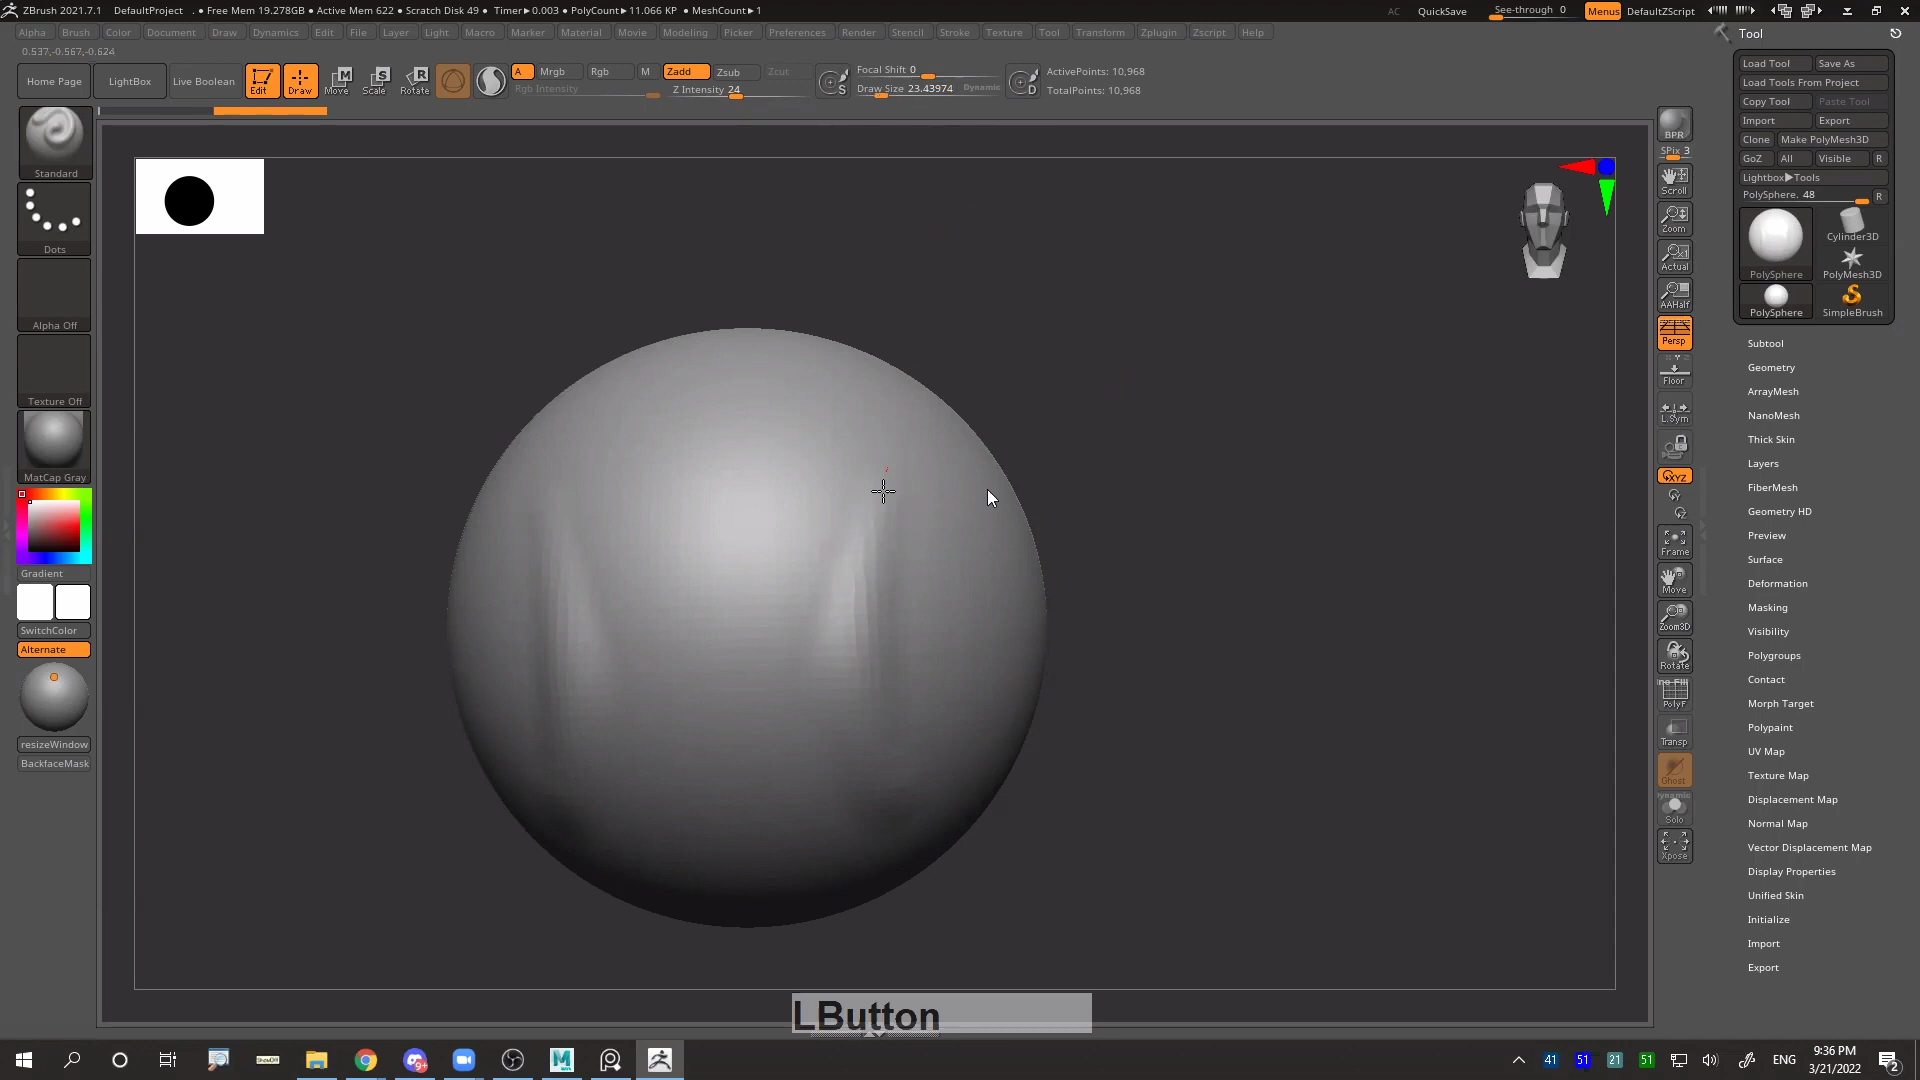 ZBrush 2021.7.1 DefaultProject . ● Free Mem 19.278GB ● Active Mem 622 ● Scratch Disk 49 ● Timer▶0.003 ● PolyCount▶11.066 KP ● MeshCount▶1 AC QuickSave See-through 0 Menus DefaultZScript
Alpha Brush Color Document Draw Dynamics Edit File Layer Light Macro Marker Material Movie Modeling Picker Preferences Render Stencil Stroke Texture Tool Transform Zplugin Zscript Help
0.537,-0.567,-0.624
Home Page LightBox Live Boolean Edit Draw Move Scale Rotate
A Mrgb Rgb M Zadd Zsub Zcut
Rgb Intensity Z Intensity 24
Focal Shift 0
Draw Size 23.43974 Dynamic
ActivePoints: 10,968
TotalPoints: 10,968
Standard
Dots
Alpha Off
Texture Off
MatCap Gray
Gradient
SwitchColor
Alternate
resizeWindow
BackfaceMask
BPR
SPix 3
Scroll
Zoom
Actual
AAHalf
Persp
Floor
L.Sym
XYZ
Frame
Move
Zoom3D
Rotate
PolyF
Transp
Ghost
Dynamic
Solo
Xpose
Tool
Load Tool Save As
Load Tools From Project
Copy Tool Paste Tool
Import Export
Clone Make PolyMesh3D
GoZ All Visible R
Lightbox▶Tools
PolySphere. 48 R
PolySphere Cylinder3D
PolyMesh3D
PolySphere SimpleBrush
Subtool
Geometry
ArrayMesh
NanoMesh
Thick Skin
Layers
FiberMesh
Geometry HD
Preview
Surface
Deformation
Masking
Visibility
Polygroups
Contact
Morph Target
Polypaint
UV Map
Texture Map
Displacement Map
Normal Map
Vector Displacement Map
Display Properties
Unified Skin
Initialize
Import
Export
LButton
41 51 21 51 ENG 9:36 PM
3/21/2022 2